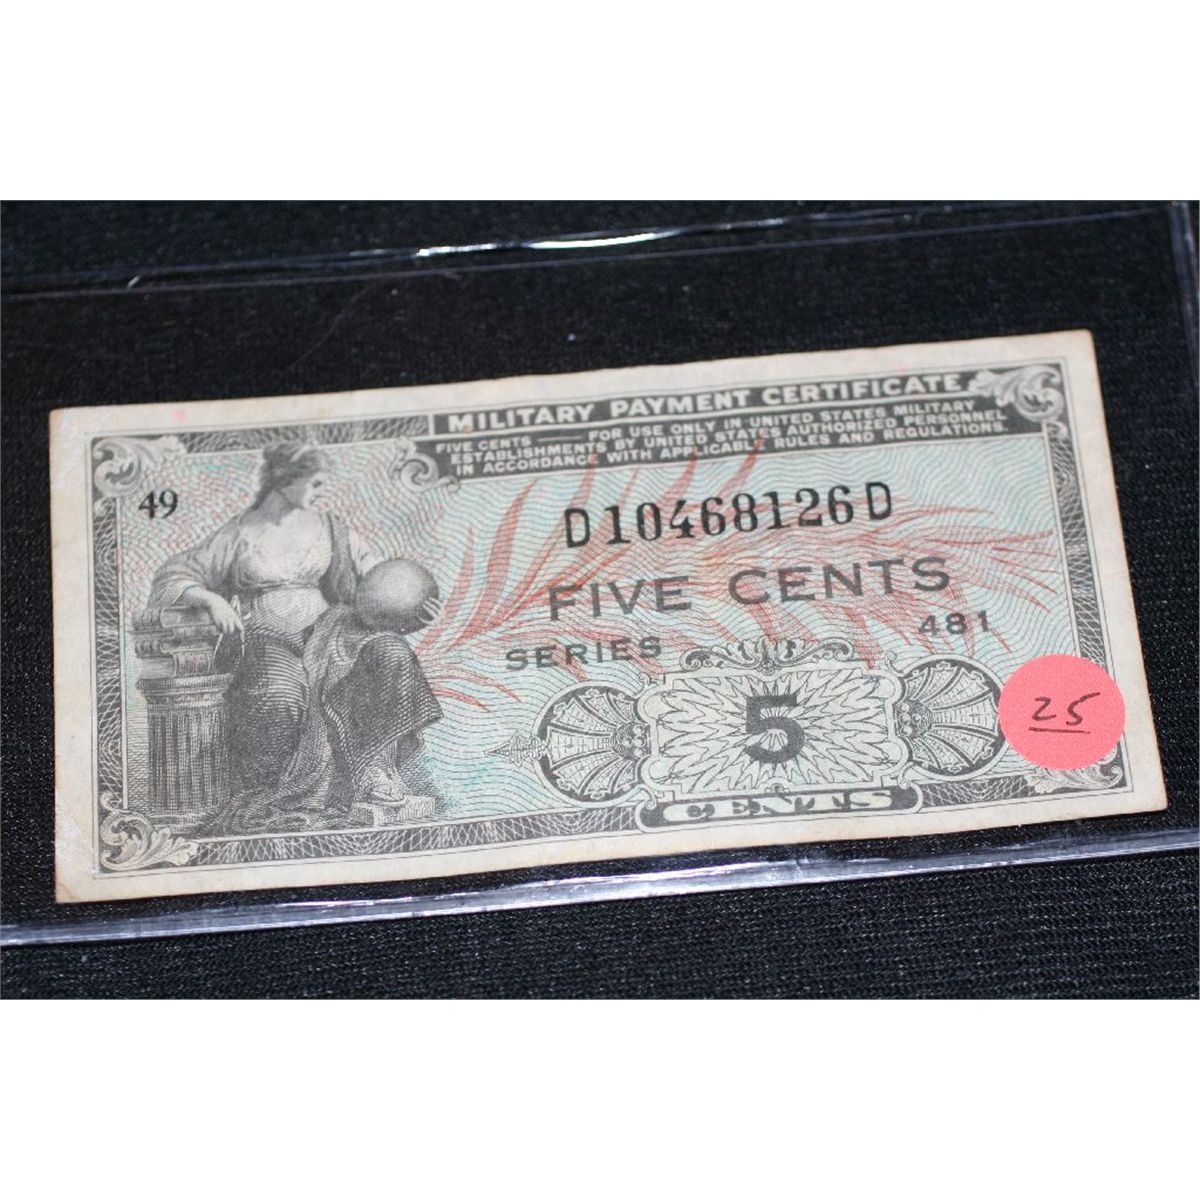 MILITARY PAYMENT CERTIFICATE
FIVE CENTS — FOR USE ONLY IN UNITED STATES MILITARY
ESTABLISHMENTS BY UNITED STATES AUTHORIZED PERSONNEL
IN ACCORDANCE WITH APPLICABLE RULES AND REGULATIONS.
49
D10468126D
FIVE CENTS
SERIES 481
5
CENTS
25